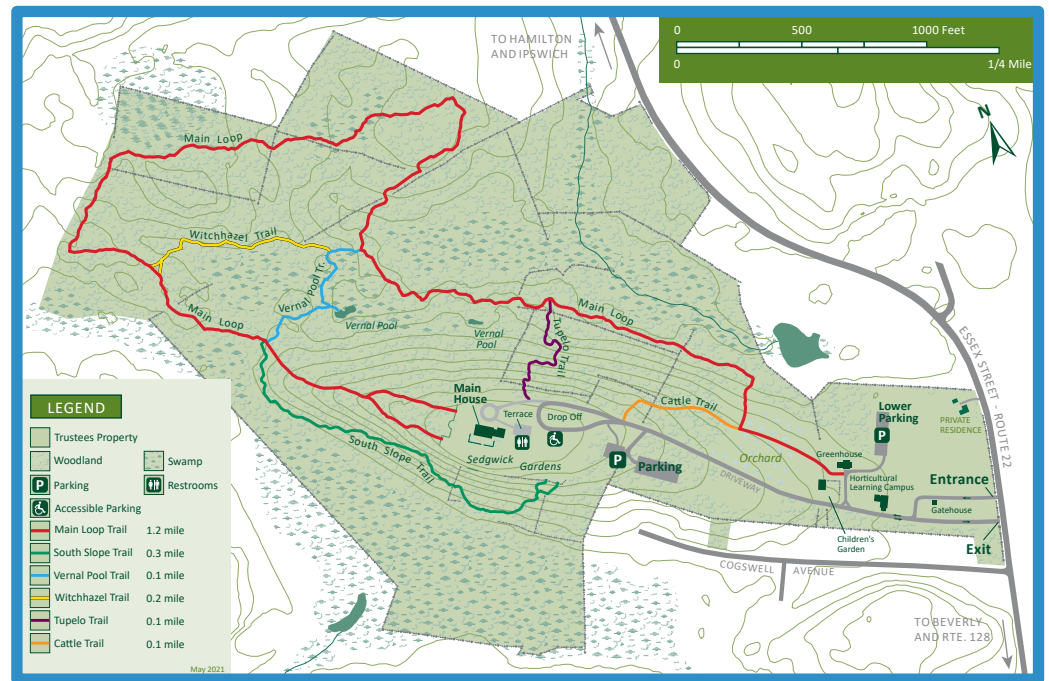 TO HAMILTON
AND IPSWICH
0 500 1000 Feet
0 1/4 Mile
N
Main Loop
Witchhazel Trail
Vernal Pool Tr.
Vernal Pool
Main Loop
Vernal
Pool
Main Loop
Tupelo Trail
ESSEX STREET - ROUTE 22
Main
House
Terrace
Drop Off
Cattle Trail
Lower
Parking
P
PRIVATE
RESIDENCE
South Slope Trail
Sedgwick
Gardens
P
Parking
Orchard
DRIVEWAY
Greenhouse
Horticultural
Learning Campus
Entrance
Gatehouse
Children's
Garden
Exit
COGSWELL AVENUE
TO BEVERLY
AND RTE. 128
LEGEND
Trustees Property
Woodland
Swamp
P Parking
Restrooms
Accessible Parking
Main Loop Trail 1.2 mile
South Slope Trail 0.3 mile
Vernal Pool Trail 0.1 mile
Witchhazel Trail 0.2 mile
Tupelo Trail 0.1 mile
Cattle Trail 0.1 mile
May 2021